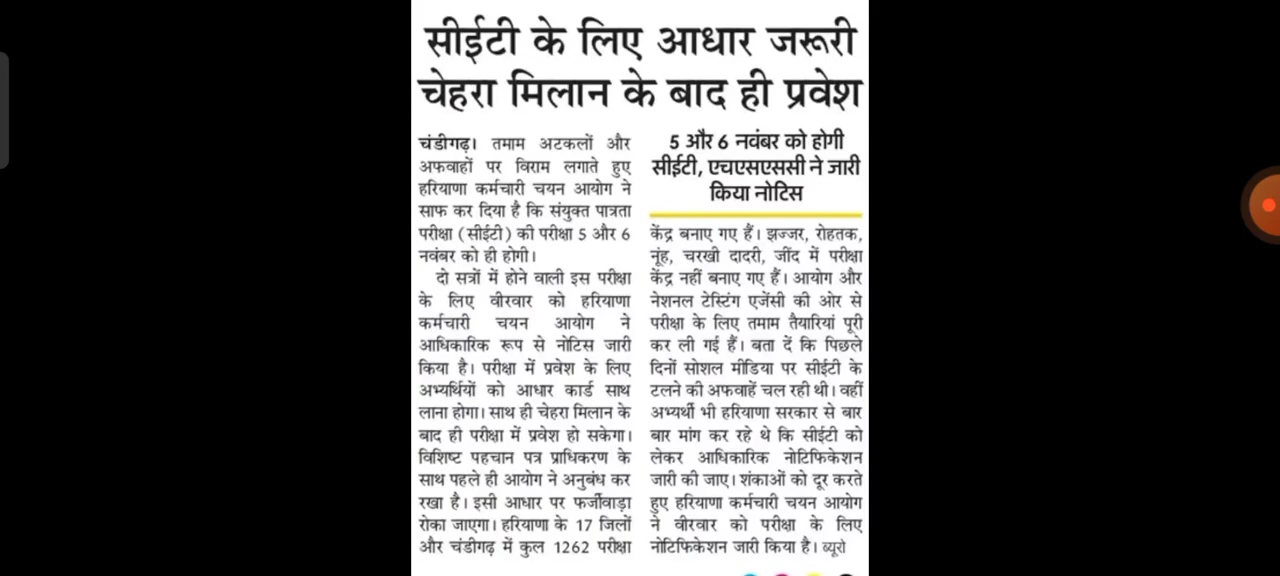 सीईटी के लिए आधार जरूरी
चेहरा मिलान के बाद ही प्रवेश
चंडीगढ़। तमाम अटकलों और
अफवाहों पर विराम लगाते हुए
हरियाणा कर्मचारी चयन आयोग ने
साफ कर दिया है कि संयुक्त पात्रता
परीक्षा (सीईटी) की परीक्षा 5 और 6
नवंबर को ही होगी।
दो सत्रों में होने वाली इस परीक्षा
के लिए वीरवार को हरियाणा
कर्मचारी चयन आयोग ने
आधिकारिक रूप से नोटिस जारी
किया है। परीक्षा में प्रवेश के लिए
अभ्यर्थियों को आधार कार्ड साथ
लाना होगा। साथ ही चेहरा मिलान के
बाद ही परीक्षा में प्रवेश हो सकेगा।
विशिष्ट पहचान पत्र प्राधिकरण के
साथ पहले ही आयोग ने अनुबंध कर
रखा है। इसी आधार पर फर्जीवाड़ा
रोका जाएगा। हरियाणा के 17 जिलों
और चंडीगढ़ में कुल 1262 परीक्षा
5 और 6 नवंबर को होगी
सीईटी, एचएसएससी ने जारी
किया नोटिस
केंद्र बनाए गए हैं। झज्जर, रोहतक,
नूंह, चरखी दादरी, जींद में परीक्षा
केंद्र नहीं बनाए गए हैं। आयोग और
नेशनल टेस्टिंग एजेंसी की ओर से
परीक्षा के लिए तमाम तैयारियां पूरी
कर ली गई हैं। बता दें कि पिछले
दिनों सोशल मीडिया पर सीईटी के
टलने की अफवाहें चल रही थी। वहीं
अभ्यर्थी भी हरियाणा सरकार से बार
बार मांग कर रहे थे कि सीईटी को
लेकर आधिकारिक नोटिफिकेशन
जारी की जाए। शंकाओं को दूर करते
हुए हरियाणा कर्मचारी चयन आयोग
ने वीरवार को परीक्षा के लिए
नोटिफिकेशन जारी किया है। ब्यूरो